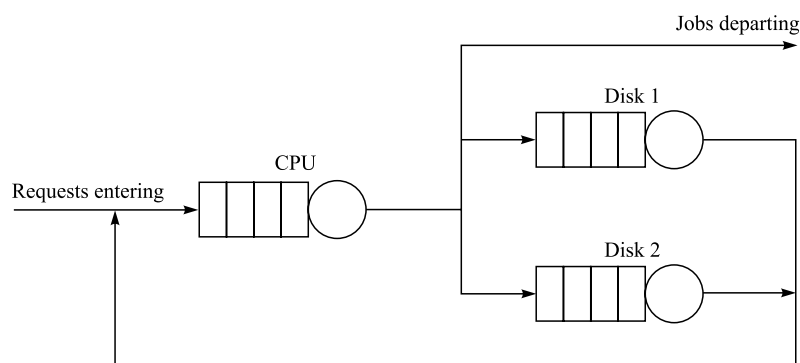 Jobs departing
Disk 1
CPU
Requests entering
Disk 2